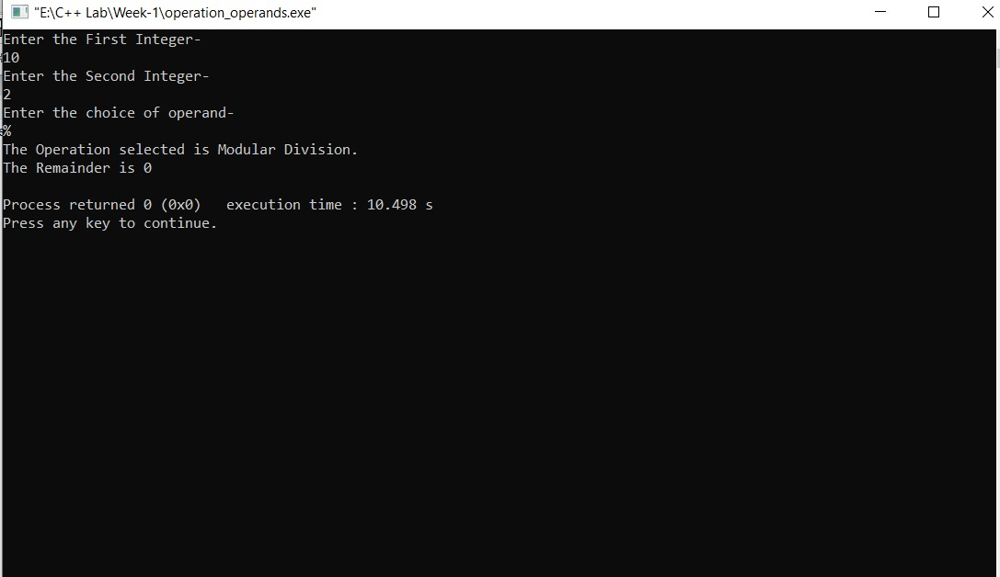 "E:\C++ Lab\Week-1\operation_operands.exe"
Enter the First Integer-
10
Enter the Second Integer-
2
Enter the choice of operand-
%
The Operation selected is Modular Division.
The Remainder is 0
Process returned 0 (0x0)   execution time : 10.498 s
Press any key to continue.